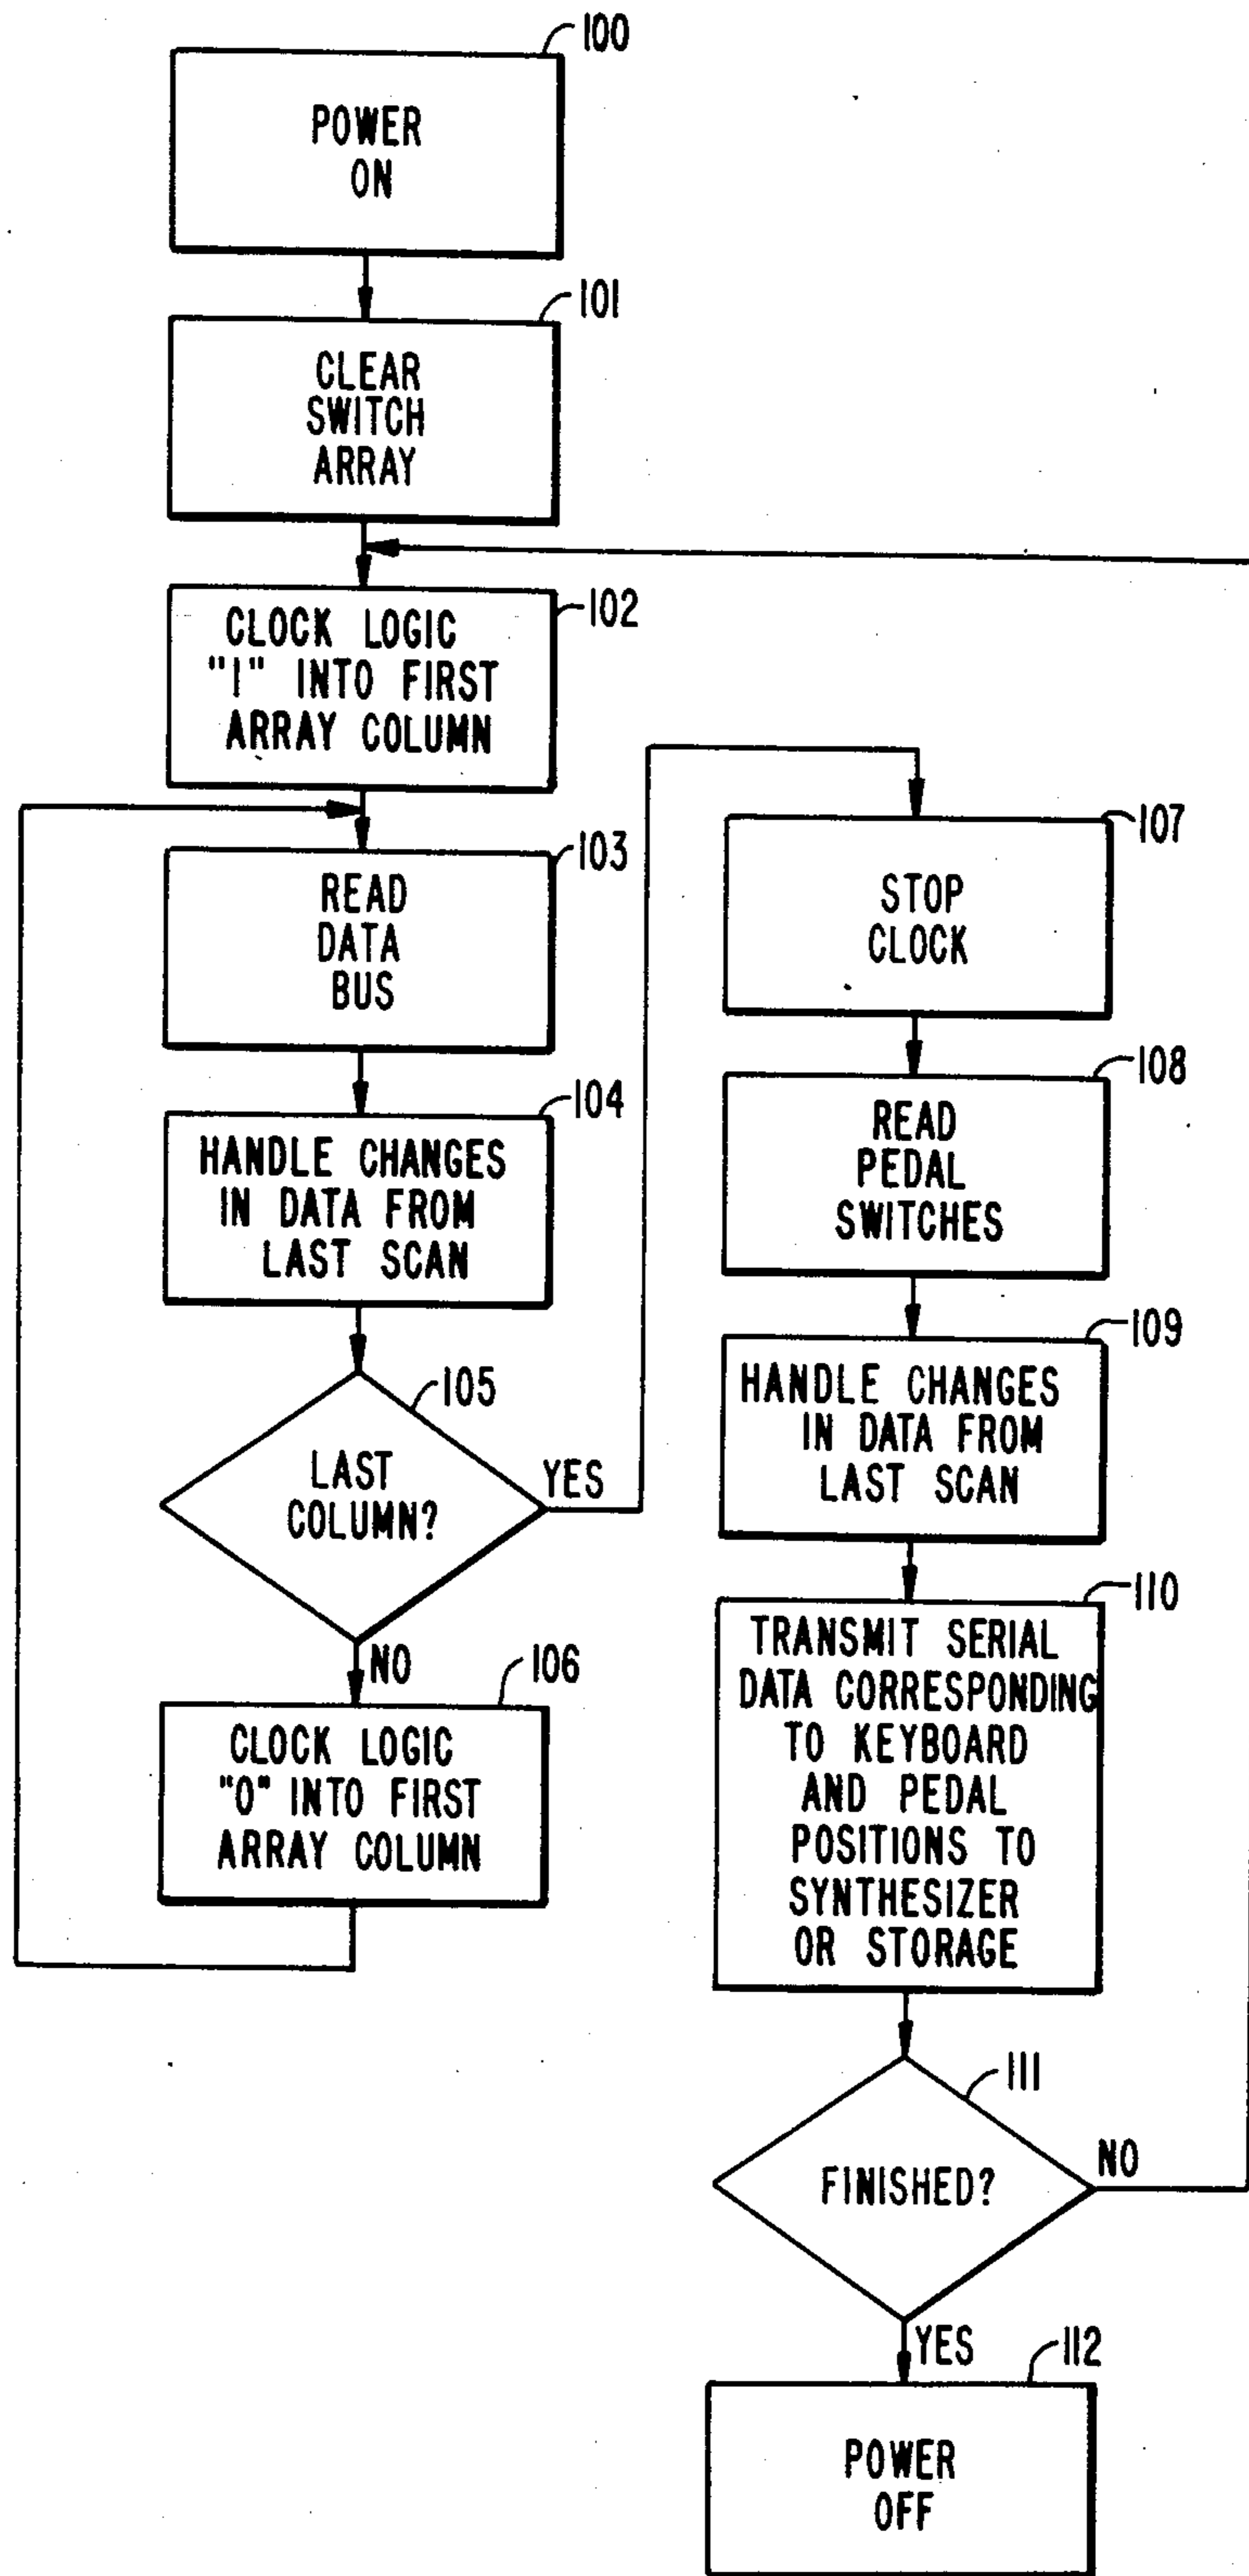 100
POWER
ON
101
CLEAR
SWITCH
ARRAY
102
CLOCK LOGIC
"1" INTO FIRST
ARRAY COLUMN
103
READ
DATA
BUS
104
HANDLE CHANGES
IN DATA FROM
LAST SCAN
105
LAST
COLUMN?
YES
NO
106
CLOCK LOGIC
"0" INTO FIRST
ARRAY COLUMN
107
STOP
CLOCK
108
READ
PEDAL
SWITCHES
109
HANDLE CHANGES
IN DATA FROM
LAST SCAN
110
TRANSMIT SERIAL
DATA CORRESPONDING
TO KEYBOARD
AND PEDAL
POSITIONS TO
SYNTHESIZER
OR STORAGE
111
FINISHED?
NO
YES
112
POWER
OFF